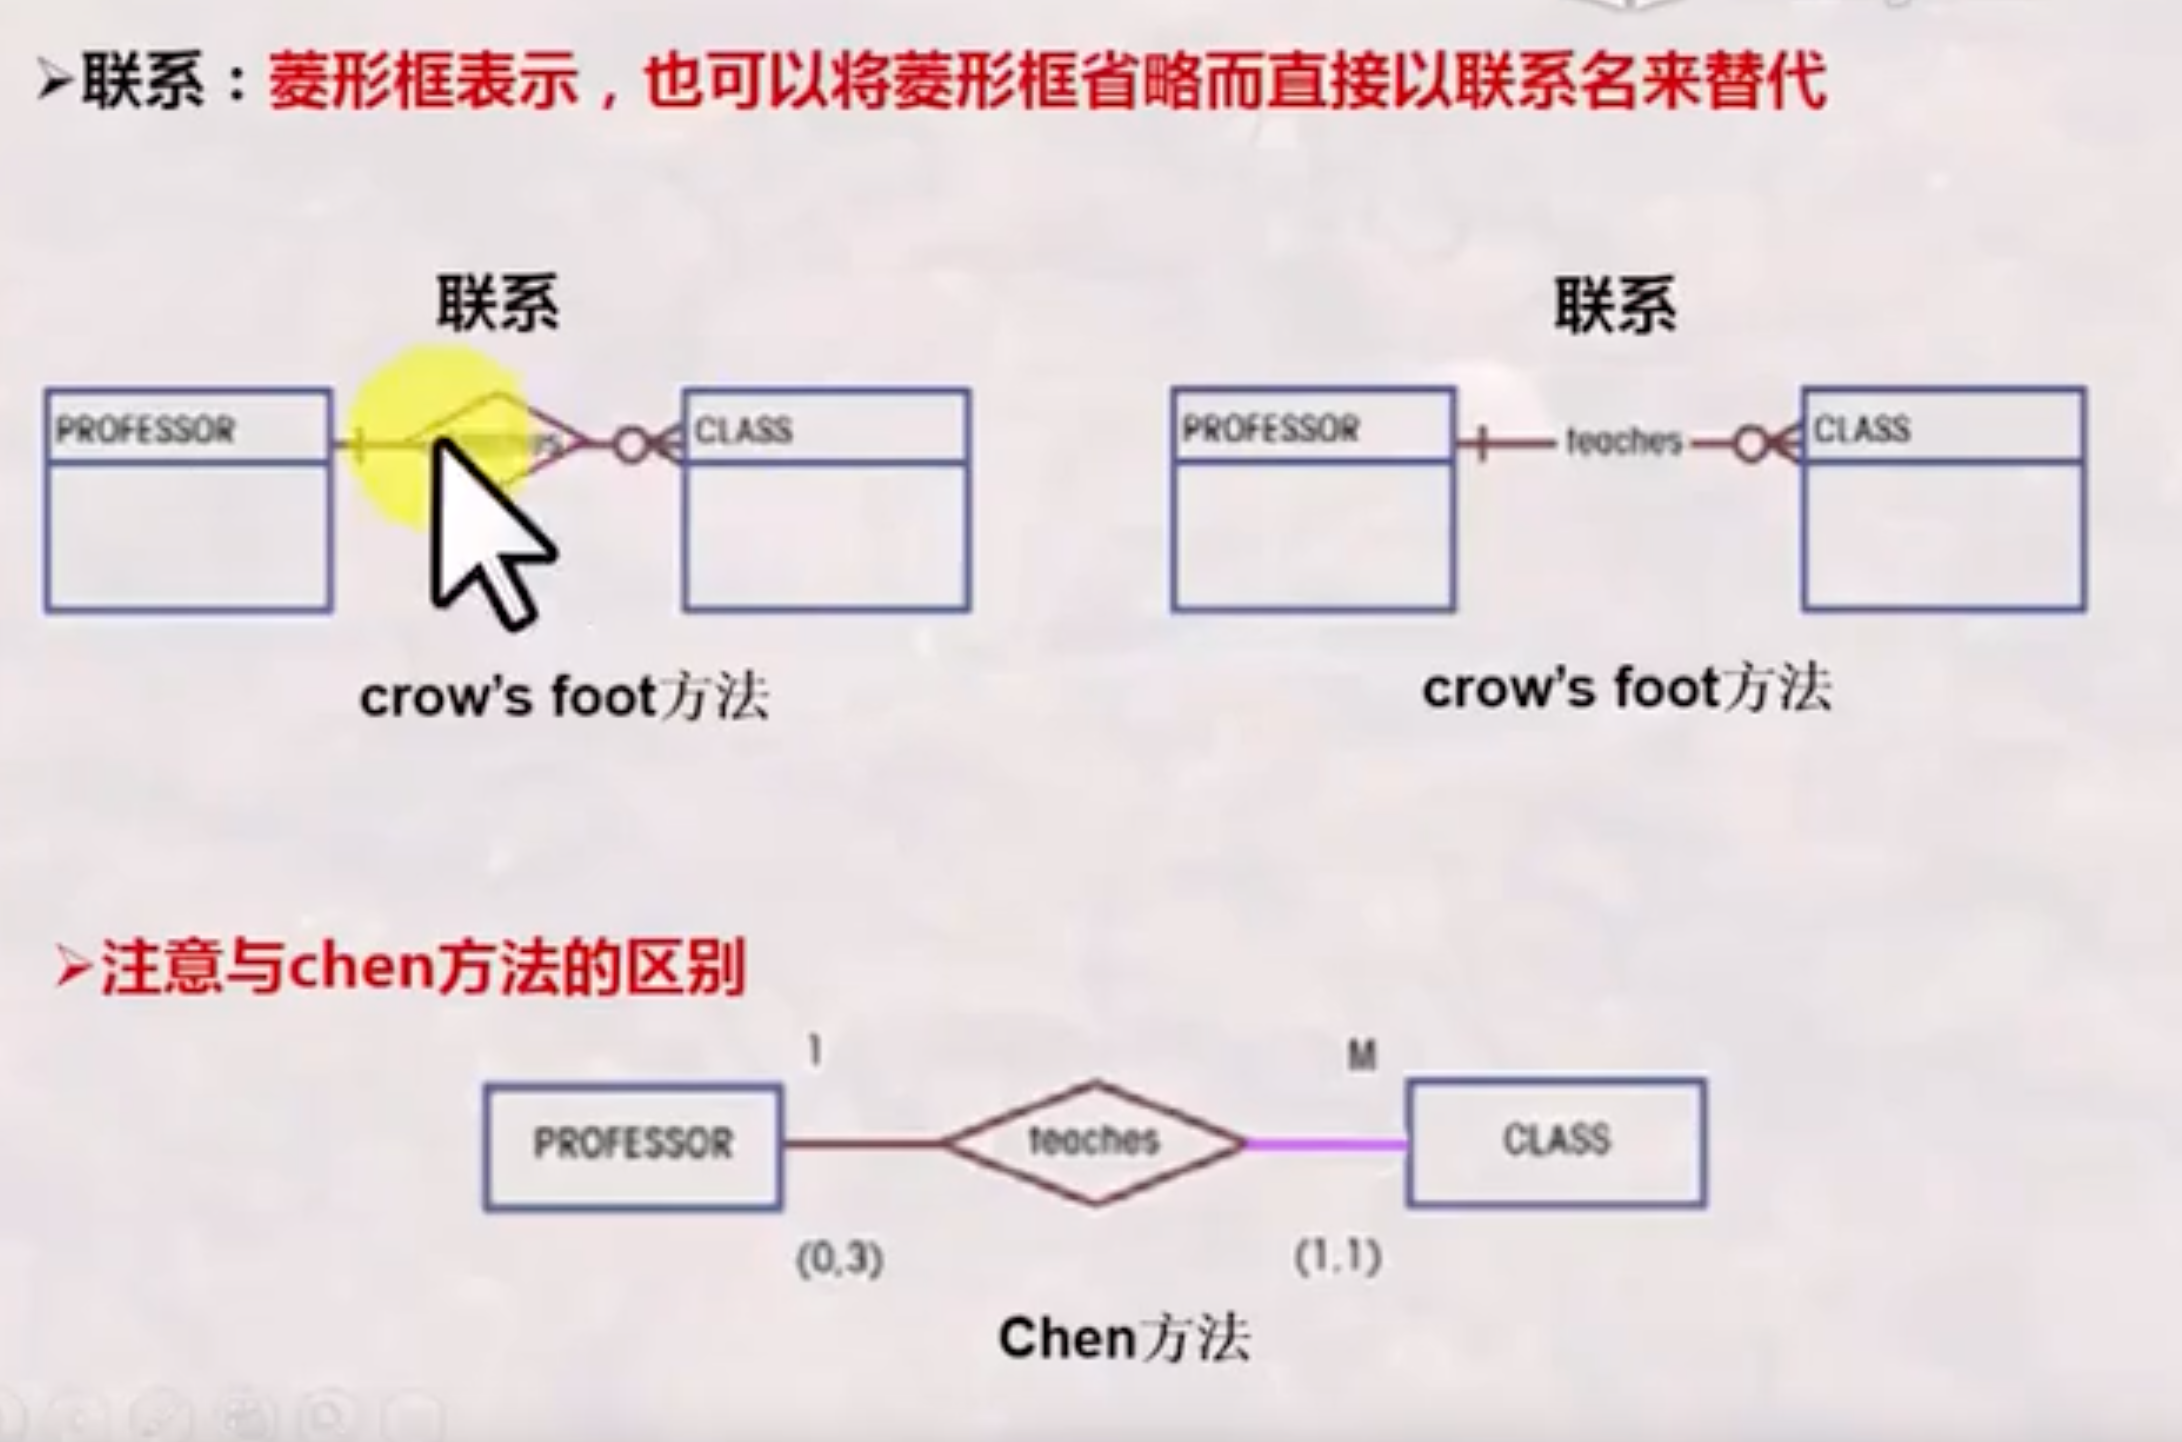 ➢联系：菱形框表示，也可以将菱形框省略而直接以联系名来替代
联系
联系
PROFESSOR
CLASS
PROFESSOR
teaches
CLASS
crow's foot方法
crow's foot方法
➢注意与chen方法的区别
1
M
PROFESSOR
teaches
CLASS
(0,3)
(1,1)
Chen方法